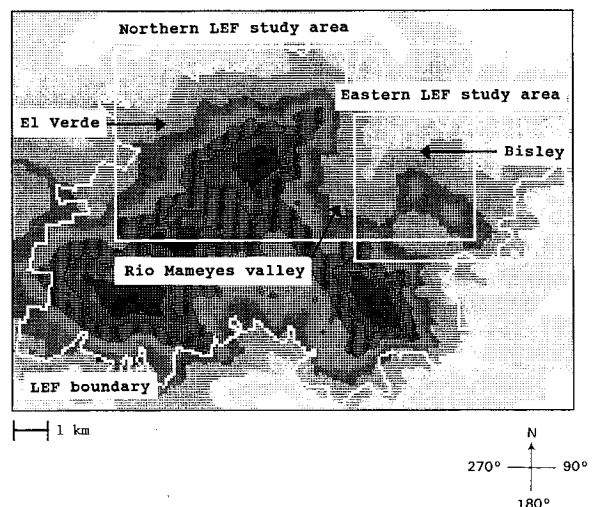 Northern LEF study area
Eastern LEF study area
El Verde
Bisley
Rio Mameyes valley
LEF boundary
1 km
N
270° 90°
180°